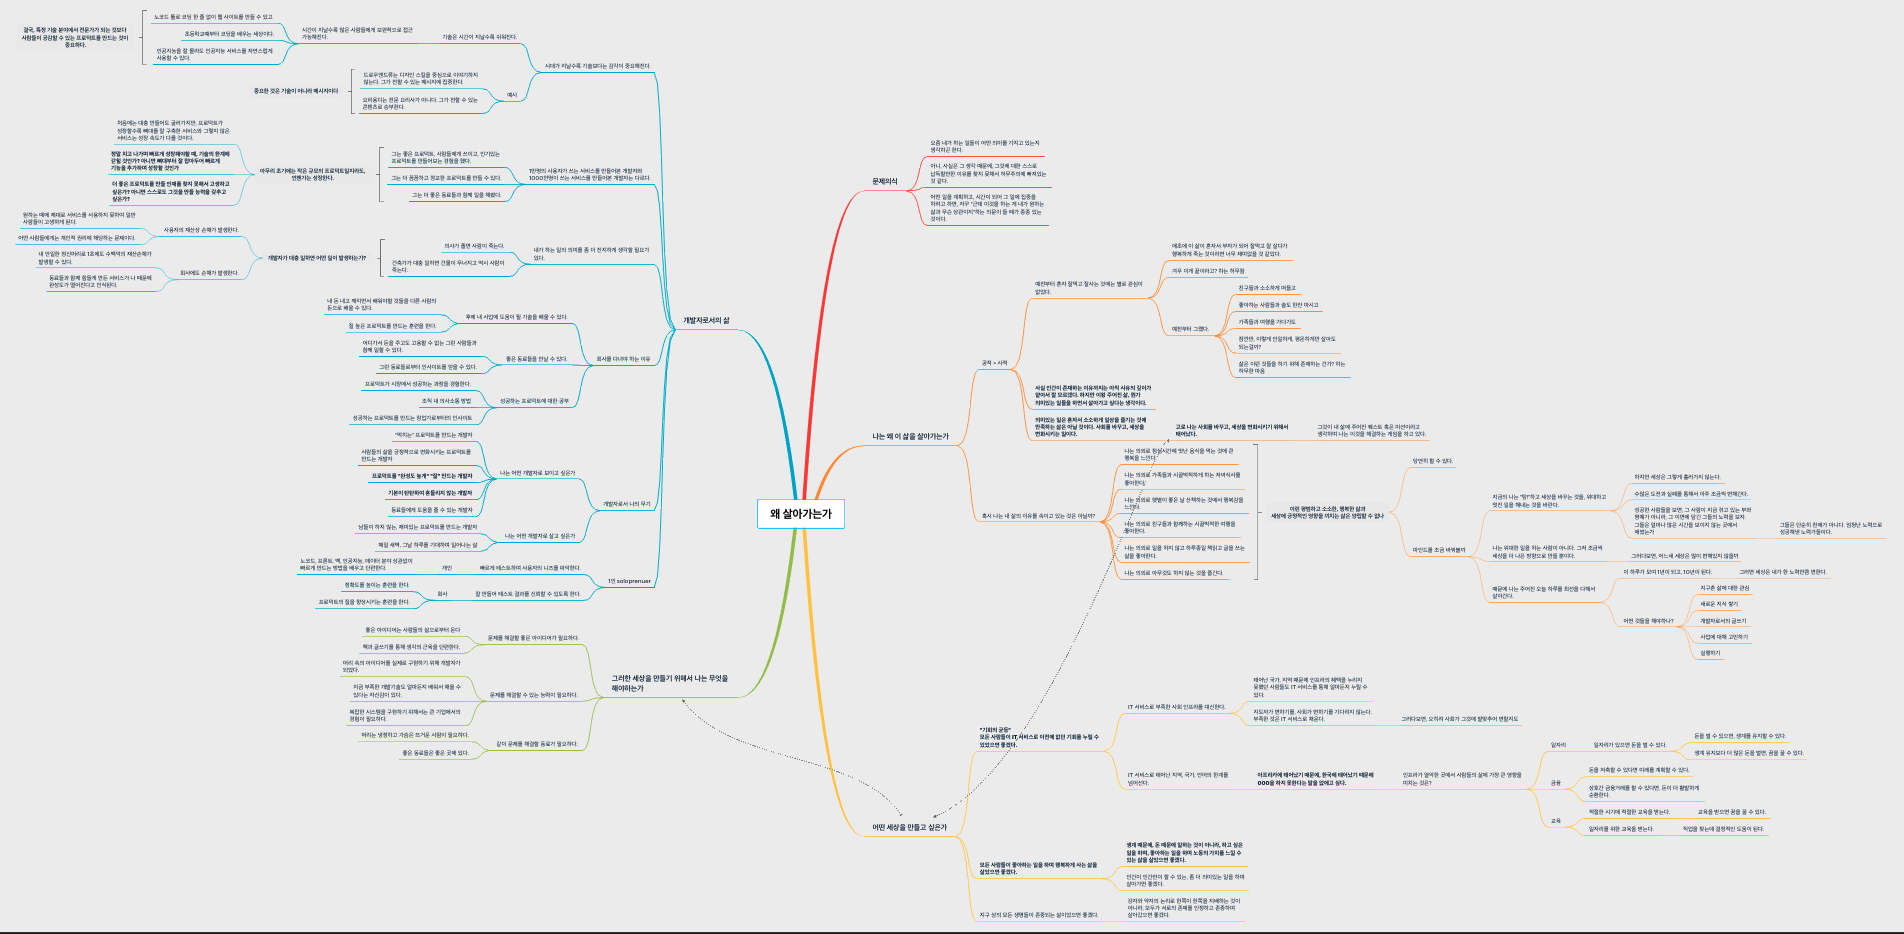 왜 살아가는가
문제의식
요즘 내가 하는 일들이 어떤 의미를 가지고 있는지
생각하곤 한다.
아니, 사실은 그 생각 때문에, 그것에 대한 스스로
납득할만한 이유를 찾지 못해서 허무주의에 빠져있는
것 같다.
어떤 일을 계획하고, 시간이 되어 그 일에 집중을
하려고 하면, 자꾸 "근데 이것을 하는 게 내가 원하는
삶과 무슨 상관이지"하는 의문이 들 때가 종종 있는
것이다.
나는 왜 이 삶을 살아가는가
공적 > 사적
예전부터 혼자 잘먹고 잘사는 것에는 별로 관심이
없었다.
애초에 이 삶이 혼자서 부자가 되어 잘먹고 잘 살다가
행복하게 죽는 것이라면 너무 재미없을 것 같았다.
겨우 이게 끝이라고? 하는 허무함
예전부터 그랬다.
친구들과 소소하게 떠들고
좋아하는 사람들과 술도 한잔 마시고
가족들과 여행을 가다가도
잠깐만, 이렇게 안일하게, 평온하게만 살아도
되는걸까?
삶은 이런 것들을 하기 위해 존재하는 건가? 하는
허무한 마음
사실 인간이 존재하는 이유까지는 아직 사유의 깊이가
얕아서 잘 모르겠다. 하지만 이왕 주어진 삶, 뭔가
의미있는 일들을 하면서 살아가고 싶다는 생각이다.
의미있는 일은 혼자서 소소하게 일상을 즐기는 것에
만족하는 삶은 아닐 것이다. 사회를 바꾸고, 세상을
변화시키는 일이다.
고로 나는 사회를 바꾸고, 세상을 변화시키기 위해서
태어났다.
그것이 내 삶에 주어진 퀘스트 혹은 미션이라고
생각하며 나는 이것을 해결하는 게임을 하고 있다.
혹시 나는 내 삶의 이유를 속이고 있는 것은 아닐까?
나는 의외로 점심시간에 맛난 음식을 먹는 것에 큰
행복을 느낀다.
나는 의외로 가족들과 시끌벅적하게 하는 저녁식사를
좋아한다.
나는 의외로 햇볕이 좋은 날 산책하는 것에서 행복감을
느낀다.
나는 의외로 친구들과 함께하는 시끌벅적한 여행을
좋아한다.
나는 의외로 일을 하지 않고 하루종일 책읽고 글을 쓰는
삶을 좋아한다.
나는 의외로 아무것도 하지 않는 것을 즐긴다.
이런 평범하고 소소한, 행복한 삶과
세상에 긍정적인 영향을 끼치는 삶은 양립할 수 없나
당연히 할 수 있다.
마인드를 조금 바꿔볼까
지금의 나는 "짱"하고 세상을 바꾸는 것을, 위대하고
멋진 일을 해내는 것을 바란다.
하지만 세상은 그렇게 흘러가지 않는다.
수많은 도전과 실패를 통해서 아주 조금씩 변해간다.
성공한 사람들을 보면, 그 사람이 지금 쥐고 있는 부와
명예가 아니라, 그 이면에 담긴 그들의 노력을 보자.
그들은 얼마나 많은 시간을 보이지 않는 곳에서
애썼는가
그들은 단순히 천재가 아니다. 엄청난 노력으로
성공해낸 노력가들이다.
나는 위대한 일을 하는 사람이 아니다. 그저 조금씩
세상을 더 나은 방향으로 만들 뿐이다.
그러다보면, 어느새 세상은 많이 변해있지 않을까
때문에 나는 주어진 오늘 하루를 최선을 다해서
살아간다.
이 하루가 모여 1년이 되고, 10년이 된다.
그러면 세상은 내가 한 노력만큼 변한다.
어떤 것들을 해야하나?
지구촌 삶에 대한 관심
새로운 지식 쌓기
개발자로서의 글쓰기
사업에 대해 고민하기
실행하기
어떤 세상을 만들고 싶은가
"기회의 균등"
모든 사람들이 IT 서비스로 이전에 없던 기회를 누릴 수
있었으면 좋겠다.
IT 서비스로 부족한 사회 인프라를 대신한다.
태어난 국가, 지역 때문에 인프라의 혜택을 누리지
못했던 사람들도 IT 서비스를 통해 얼마든지 누릴 수
있다.
지도자가 변하기를, 사회가 변하기를 기다리지 않는다.
부족한 것은 IT 서비스로 채운다.
그러다보면, 오히려 사회가 그것에 발맞추어 변할지도
IT 서비스로 태어난 지역, 국가, 언어의 한계를
넘어선다.
아프리카에 태어났기 때문에, 한국에 태어났기 때문에
OOO을 하지 못한다는 말을 없애고 싶다.
인프라가 열악한 곳에서 사람들의 삶에 가장 큰 영향을
미치는 것은?
일자리
일자리가 있으면 돈을 벌 수 있다.
돈을 벌 수 있으면, 생계를 유지할 수 있다.
생계 유지보다 더 많은 돈을 벌면, 꿈을 꿀 수 있다.
금융
돈을 저축할 수 있다면 미래를 계획할 수 있다.
상호간 금융거래를 할 수 있다면, 돈이 더 활발하게
순환한다.
교육
적절한 시기에 적절한 교육을 받는다.
교육을 받으면 꿈을 꿀 수 있다.
일자리를 위한 교육을 받는다.
직업을 찾는데 결정적인 도움이 된다.
모든 사람들이 좋아하는 일을 하며 행복하게 사는 삶을
살았으면 좋겠다.
생계 때문에, 돈 때문에 일하는 것이 아니라, 하고 싶은
일을 하며, 좋아하는 일을 하며 노동의 가치를 느낄 수
있는 삶을 살았으면 좋겠다.
인간이 인간만이 할 수 있는, 좀 더 의미있는 일을 하며
살아가면 좋겠다.
지구 상의 모든 생명들이 존중되는 삶이었으면 좋겠다.
강자와 약자의 논리로 한쪽이 한쪽을 지배하는 것이
아니라, 모두가 서로의 존재를 인정하고 존중하며
살아갔으면 좋겠다.
개발자로서의 삶
시대가 지날수록 기술보다는 감각이 중요해진다.
기술은 시간이 지날수록 쉬워진다.
시간이 지날수록 많은 사람들에게 보편적으로 접근
가능해진다.
노코드 툴로 코딩 한 줄 없이 웹 사이트를 만들 수 있고
초등학교때부터 코딩을 배우는 세상이다.
인공지능을 잘 몰라도 인공지능 서비스를 자연스럽게
사용할 수 있다.
결국, 특정 기술 분야에서 전문가가 되는 것보다
사람들이 공감할 수 있는 프로덕트를 만드는 것이
중요하다.
예시
드로우앤드류는 디자인 스킬을 중심으로 이야기하지
않는다. 그가 전할 수 있는 메시지에 집중한다.
요리용디는 전문 요리사가 아니다. 그가 전할 수 있는
콘텐츠로 승부한다.
중요한 것은 기술이 아니라 메시지이다
1만명의 사용자가 쓰는 서비스를 만들어본 개발자와
1000만명이 쓰는 서비스를 만들어본 개발자는 다르다.
그는 좋은 프로덕트, 사람들에게 쓰이고, 인기있는
프로덕트를 만들어보는 경험을 했다.
그는 더 꼼꼼하고 정교한 프로덕트를 만들 수 있다.
그는 더 좋은 동료들과 함께 일을 해봤다.
아무리 초기에는 작은 규모의 프로덕트일지라도,
언젠가는 성장한다.
처음에는 대충 만들어도 굴러가지만, 프로덕트가
성장할수록 뼈대를 잘 구축한 서비스와 그렇지 않은
서비스는 성장 속도가 다를 것이다.
정말 치고 나가며 빠르게 성장해야할 때, 기술의 한계에
갇힐 것인가? 아니면 뼈대부터 잘 잡아두어 빠르게
기능을 추가하며 성장할 것인가
더 좋은 프로덕트를 만들 인재를 찾지 못해서 고생하고
싶은가? 아니면 스스로도 그것을 만들 능력을 갖추고
싶은가?
내가 하는 일의 의미를 좀 더 진지하게 생각할 필요가
있다.
의사가 졸면 사람이 죽는다.
건축가가 대충 일하면 건물이 무너지고 역시 사람이
죽는다.
개발자가 대충 일하면 어떤 일이 발생하는가?
사용자의 재산상 손해가 발생한다.
원하는 때에 제대로 서비스를 사용하지 못하여 일반
사람들이 고생하게 된다.
어떤 사람들에게는 개인적 권리에 해당하는 문제이다.
회사에도 손해가 발생한다.
내 안일한 정신머리로 1초에도 수백억의 재산손해가
발생할 수 있다.
동료들과 함께 힘들게 만든 서비스가 나 때문에
완성도가 떨어진다고 인식된다.
회사를 다녀야 하는 이유
후에 내 사업에 도움이 될 기술을 배울 수 있다.
내 돈 내고 깨지면서 배워야할 것들을 다른 사람의
돈으로 배울 수 있다.
질 높은 프로덕트를 만드는 훈련을 한다.
좋은 동료들을 만날 수 있다.
어디가서 돈을 주고도 고용할 수 없는 그런 사람들과
함께 일할 수 있다.
그런 동료들로부터 인사이트를 얻을 수 있다.
성공하는 프로덕트에 대한 공부
프로덕트가 시장에서 성공하는 과정을 경험한다.
조직 내 의사소통 방법
성공하는 프로덕트를 만드는 창업가로부터의 인사이트
개발자로서 나의 무기
나는 어떤 개발자로 보이고 싶은가
"먹히는" 프로덕트를 만드는 개발자
사람들의 삶을 긍정적으로 변화시키는 프로덕트를
만드는 개발자
프로덕트를 "완성도 높게" "잘" 만드는 개발자
기본이 탄탄하여 흔들리지 않는 개발자
동료들에게 도움을 줄 수 있는 개발자
나는 어떤 개발자로 살고 싶은가
남들이 하지 않는, 재미있는 프로덕트를 만드는 개발자
매일 새벽, 그날 하루를 기대하며 일어나는 삶
1인 soloprenuer
빠르게 테스트하며 사용자의 니즈를 파악한다.
개인
노코드, 프론트, 백, 인공지능, 데이터 분야 상관없이
빠르게 만드는 방법을 배우고 단련한다.
잘 만들어 테스트 결과를 신뢰할 수 있도록 한다.
회사
정확도를 높이는 훈련을 한다.
프로덕트의 질을 향상시키는 훈련을 한다.
그러한 세상을 만들기 위해서 나는 무엇을
해야하는가
문제를 해결할 좋은 아이디어가 필요하다.
좋은 아이디어는 사람들의 삶으로부터 온다
책과 글쓰기를 통해 생각의 근육을 단련한다.
문제를 해결할 수 있는 능력이 필요하다.
머리 속의 아이디어를 실제로 구현하기 위해 개발자가
되었다.
지금 부족한 개발기술도 얼마든지 배워서 채울 수
있다는 자신감이 있다.
복잡한 시스템을 구현하기 위해서는 큰 기업에서의
경험이 필요하다.
같이 문제를 해결할 동료가 필요하다.
머리는 냉정하고 가슴은 뜨거운 사람이 필요하다.
좋은 동료들은 좋은 곳에 있다.